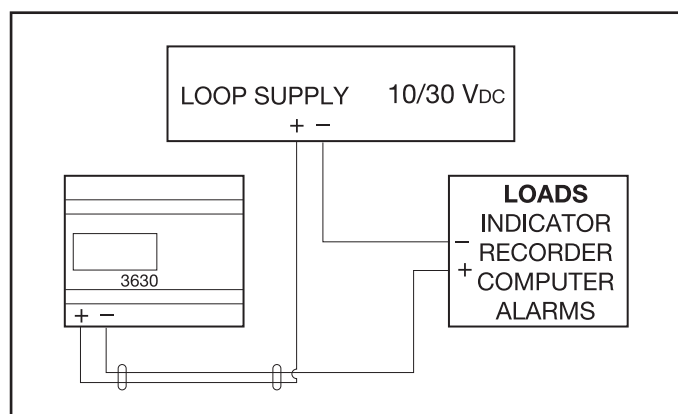 LOOP SUPPLY 10/30 VDC
+ −
3630
+ −
LOADS
INDICATOR
− RECORDER
+ COMPUTER
ALARMS